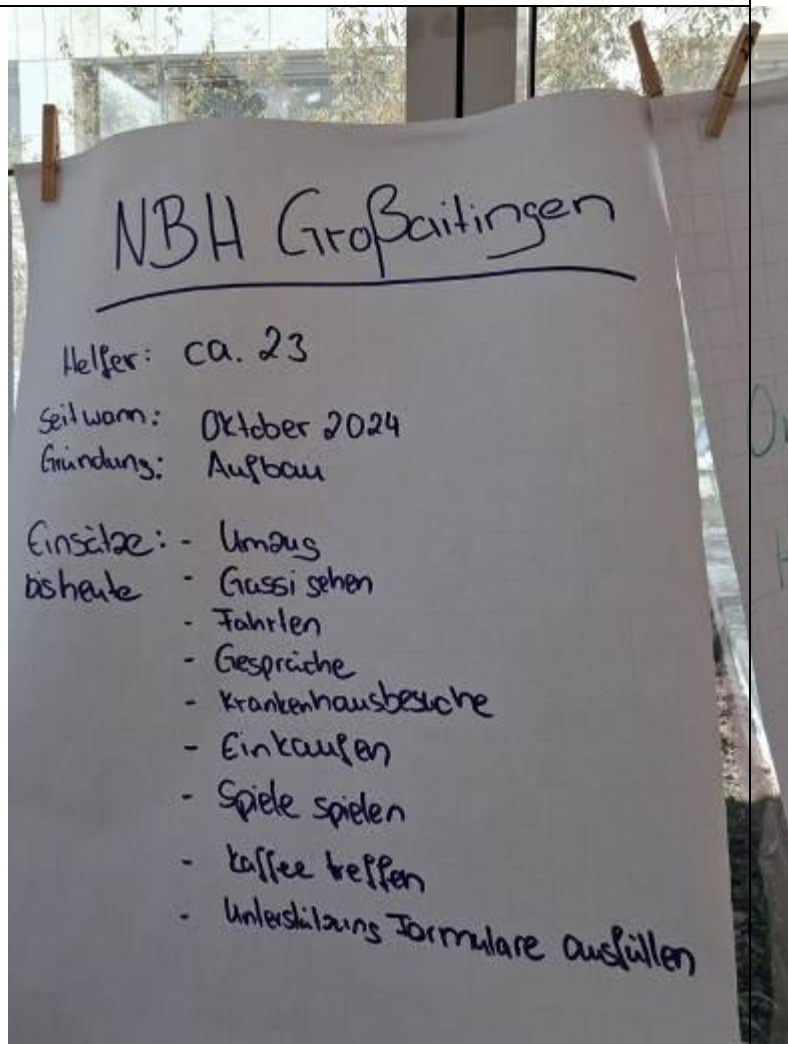 NBH Großaitingen
Helfer: ca. 23
Seit wann: Oktober 2024
Gründung: Aufbau
Einsätze: - Umzug
bis heute - Gassi gehen
- Fahrten
- Gespräche
- Krankenhausbesuche
- Einkaufen
- Spiele spielen
- Kaffee treffen
- Unterstützung Formulare ausfüllen